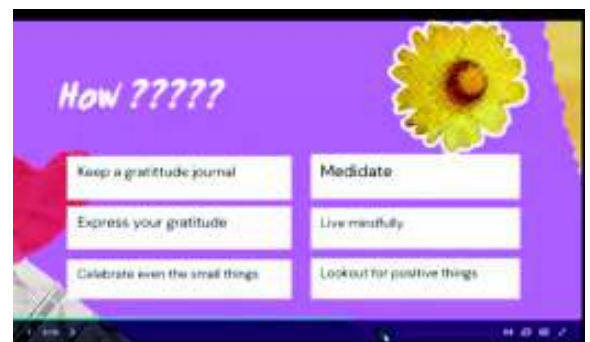 How ?????
Keep a gratitude journal
Express your gratitude
Celebrate even the small things
Medidate
Live mindfully
Lookout for positive things